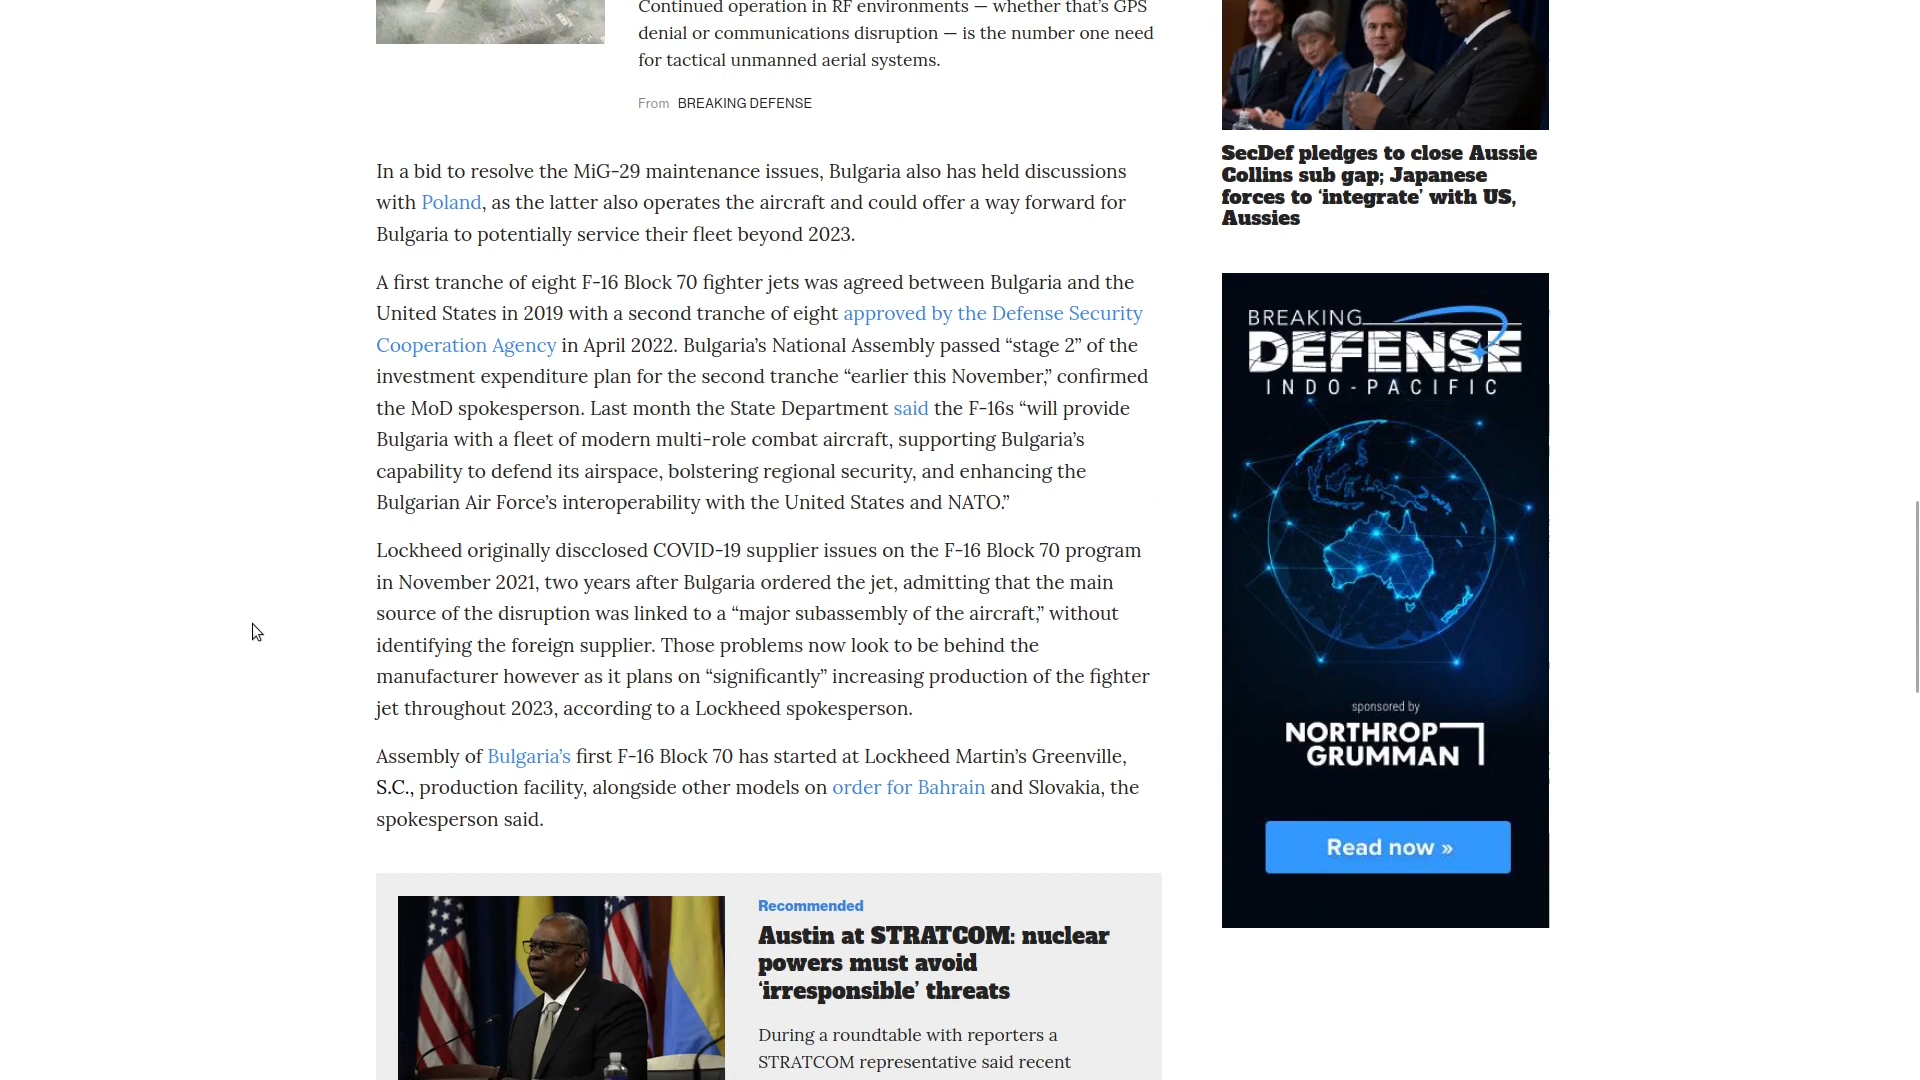 Continued operation in RF environments — whether that's GPS
denial or communications disruption — is the number one need
for tactical unmanned aerial systems.
From BREAKING DEFENSE
In a bid to resolve the MiG-29 maintenance issues, Bulgaria also has held discussions
with Poland, as the latter also operates the aircraft and could offer a way forward for
Bulgaria to potentially service their fleet beyond 2023.
A first tranche of eight F-16 Block 70 fighter jets was agreed between Bulgaria and the
United States in 2019 with a second tranche of eight approved by the Defense Security
Cooperation Agency in April 2022. Bulgaria's National Assembly passed “stage 2” of the
investment expenditure plan for the second tranche “earlier this November,” confirmed
the MoD spokesperson. Last month the State Department said the F-16s “will provide
Bulgaria with a fleet of modern multi-role combat aircraft, supporting Bulgaria's
capability to defend its airspace, bolstering regional security, and enhancing the
Bulgarian Air Force's interoperability with the United States and NATO.”
Lockheed originally discclosed COVID-19 supplier issues on the F-16 Block 70 program
in November 2021, two years after Bulgaria ordered the jet, admitting that the main
source of the disruption was linked to a “major subassembly of the aircraft,” without
identifying the foreign supplier. Those problems now look to be behind the
manufacturer however as it plans on “significantly” increasing production of the fighter
jet throughout 2023, according to a Lockheed spokesperson.
Assembly of Bulgaria's first F-16 Block 70 has started at Lockheed Martin's Greenville,
S.C., production facility, alongside other models on order for Bahrain and Slovakia, the
spokesperson said.
Recommended
Austin at STRATCOM: nuclear
powers must avoid
‘irresponsible’ threats
During a roundtable with reporters a
STRATCOM representative said recent
SecDef pledges to close Aussie
Collins sub gap; Japanese
forces to ‘integrate’ with US,
Aussies
BREAKING
DEFENSE
INDO-PACIFIC
sponsored by
NORTHROP
GRUMMAN
Read now »